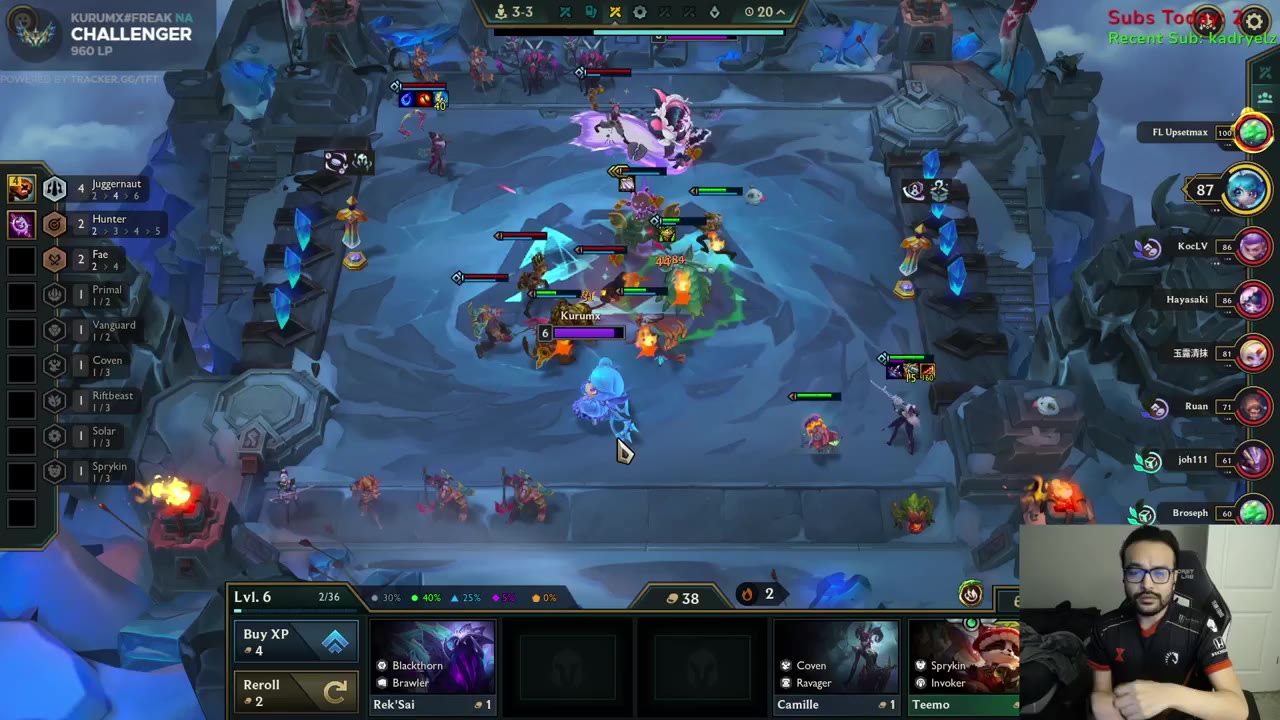 KURUMX#FREAK NA
CHALLENGER
960 LP
POWERED BY TRACKER.GG/TFT
3-3
20
Subs Today: 2
Recent Sub: kadryelz
FL Upsetmax 100
87
KocLV 86
Hayasaki 86
玉露清抹 81
Ruan 71
joh111 61
Broseph 60
4 Juggernaut
2 > 4 > 6
2 Hunter
2 > 3 > 4 > 5
2 Fae
2 > 4
1 Primal
1 / 2
1 Vanguard
1 / 2
1 Coven
1 / 3
1 Riftbeast
1 / 3
1 Solar
1 / 3
1 Sprykin
1 / 3
40
Kurumx
6
15 60
Lvl. 6 2/36
30% 40% 25% 5% 0%
38
2
Buy XP
4
Reroll
2
Blackthorn
Brawler
Rek'Sai 1
Coven
Ravager
Camille 1
Sprykin
Invoker
Teemo